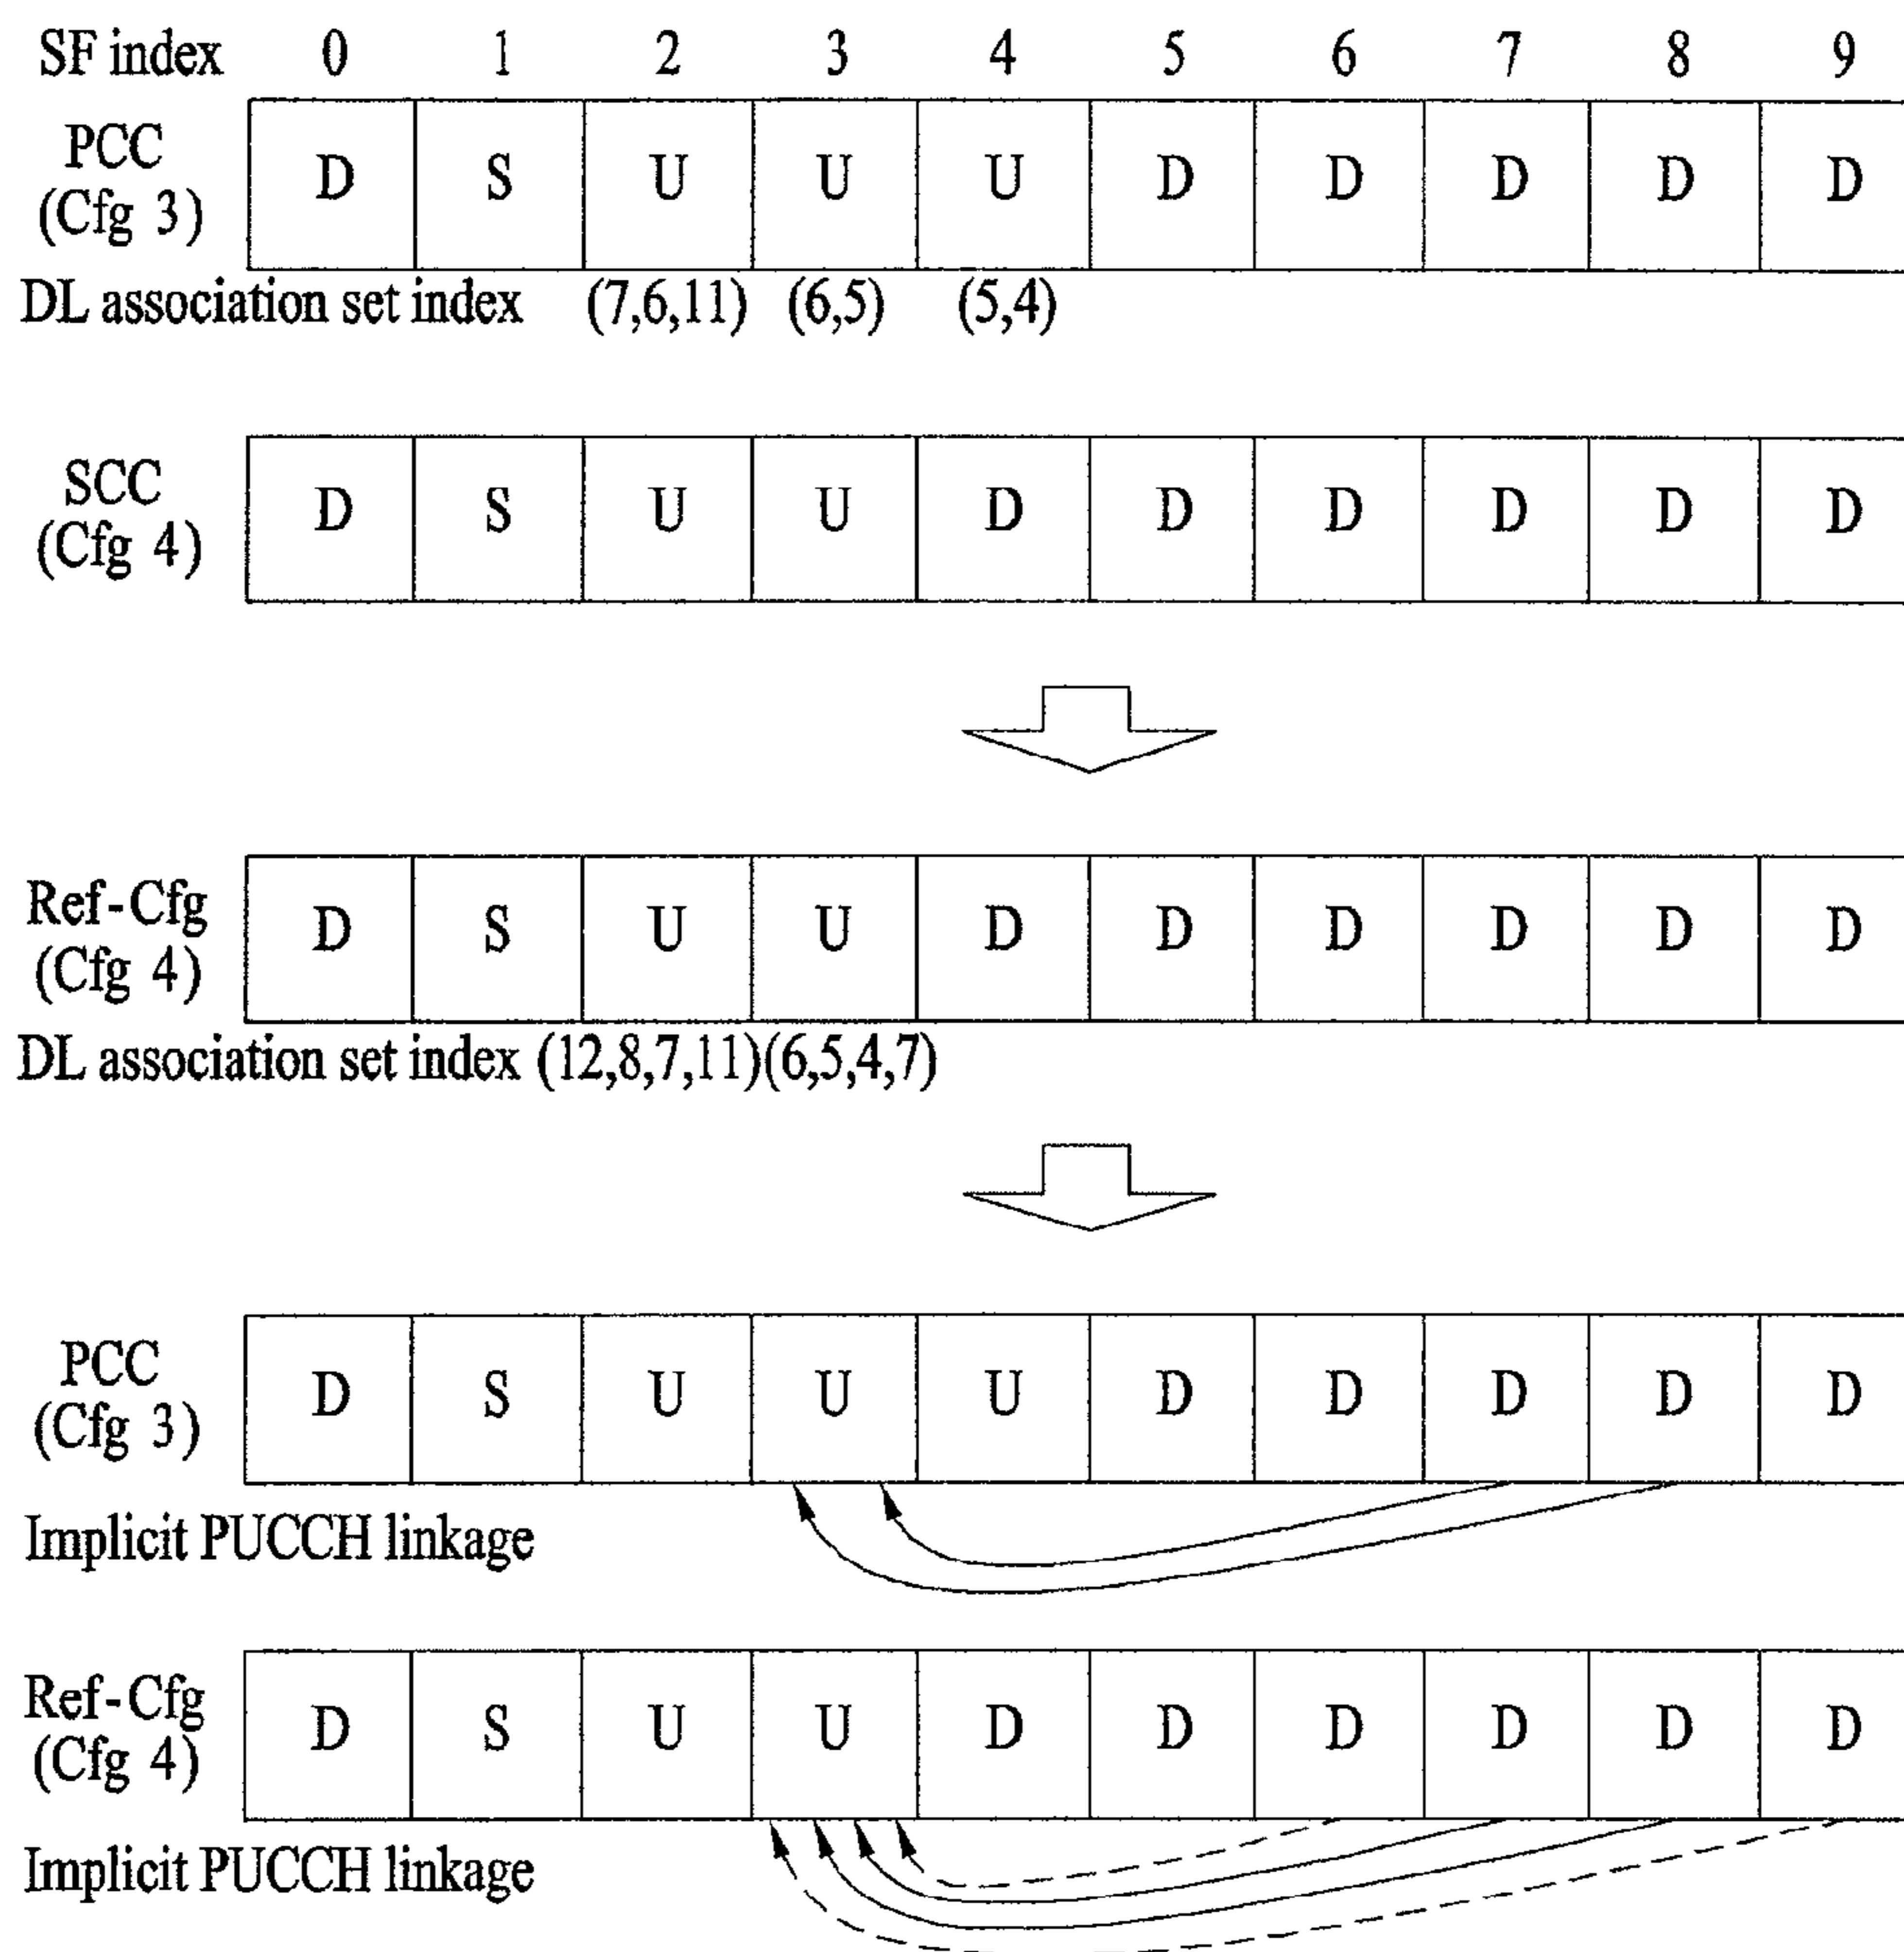 SF index 0 1 2 3 4 5 6 7 8 9
PCC
(Cfg 3)
D S U U U D D D D D
DL association set index (7,6,11) (6,5) (5,4)
SCC
(Cfg 4)
D S U U D D D D D D
Ref-Cfg
(Cfg 4)
D S U U D D D D D D
DL association set index (12,8,7,11)(6,5,4,7)
PCC
(Cfg 3)
D S U U U D D D D D
Implicit PUCCH linkage
Ref-Cfg
(Cfg 4)
D S U U D D D D D D
Implicit PUCCH linkage